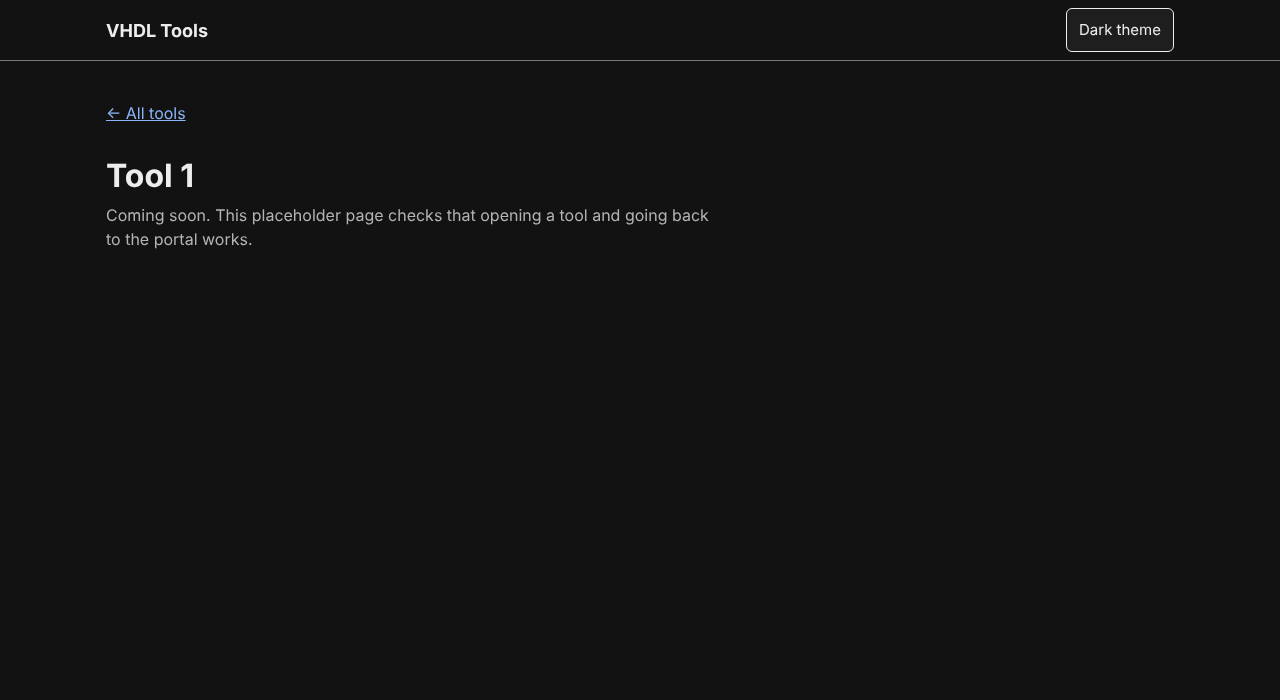 VHDL Tools
Dark theme
← All tools
Tool 1
Coming soon. This placeholder page checks that opening a tool and going back
to the portal works.